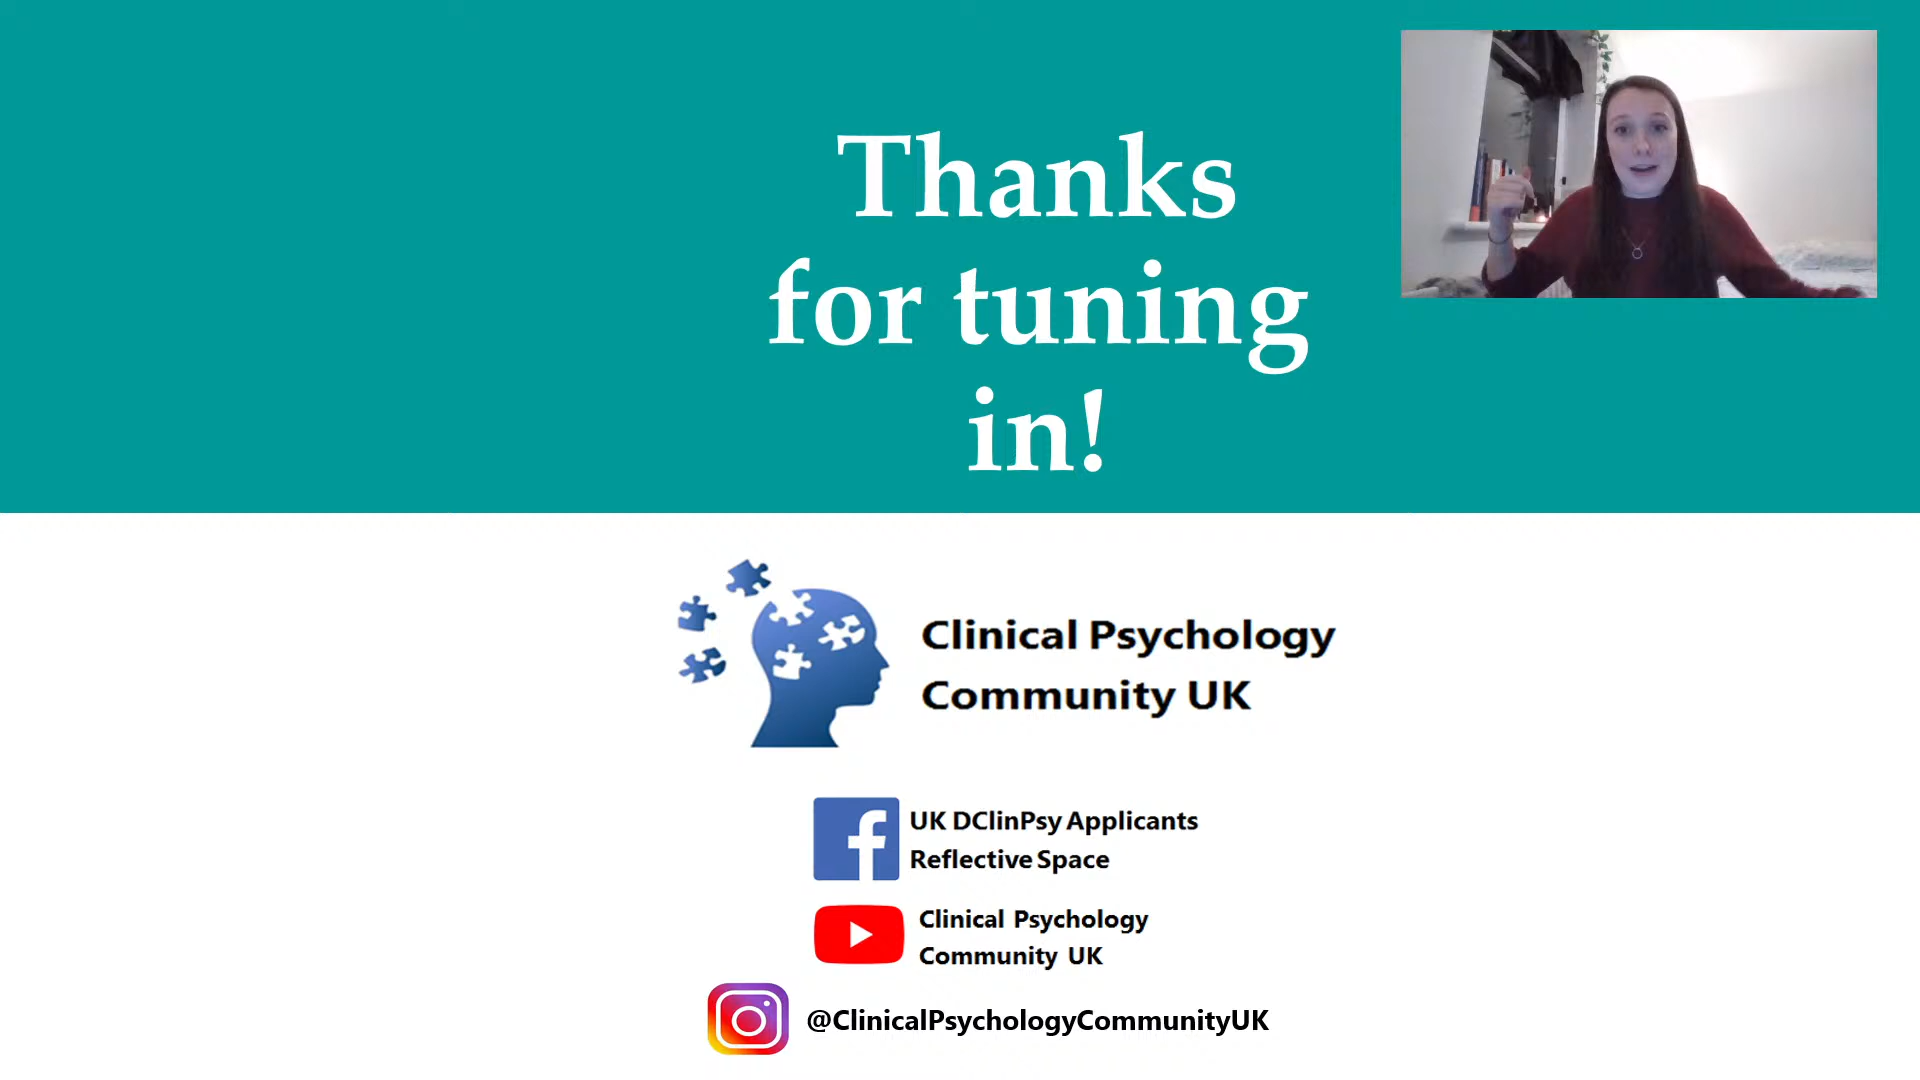 Thanks
for tuning
in!
Clinical Psychology
Community UK
UK DClinPsy Applicants
Reflective Space
Clinical Psychology
Community UK
@ClinicalPsychologyCommunityUK